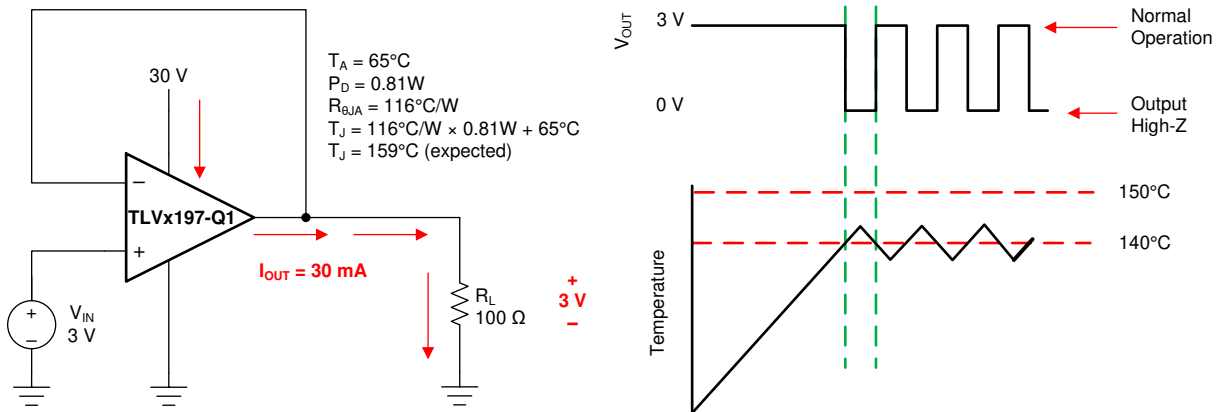 30 V
T_A = 65°C
P_D = 0.81W
R_θJA = 116°C/W
T_J = 116°C/W × 0.81W + 65°C
T_J = 159°C (expected)
−
TLVx197-Q1
+
I_OUT = 30 mA
+
−
V_IN
3 V
R_L
100 Ω
+
3 V
−
V_OUT
3 V
0 V
Normal
Operation
Output
High-Z
Temperature
150°C
140°C